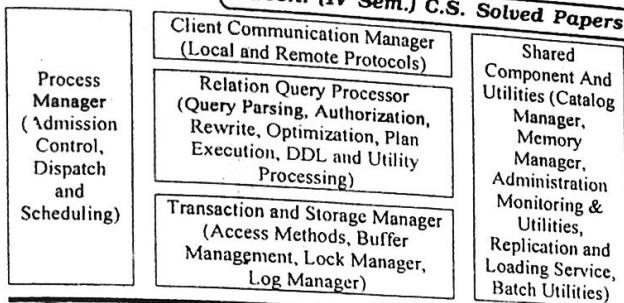 (IV Sem.) C.S. Solved Papers
Process
Manager
(Admission
Control,
Dispatch
and
Scheduling)
Client Communication Manager
(Local and Remote Protocols)
Relation Query Processor
(Query Parsing, Authorization,
Rewrite, Optimization, Plan
Execution, DDL and Utility
Processing)
Transaction and Storage Manager
(Access Methods, Buffer
Management, Lock Manager,
Log Manager)
Shared
Component And
Utilities (Catalog
Manager,
Memory
Manager,
Administration
Monitoring &
Utilities,
Replication and
Loading Service,
Batch Utilities)